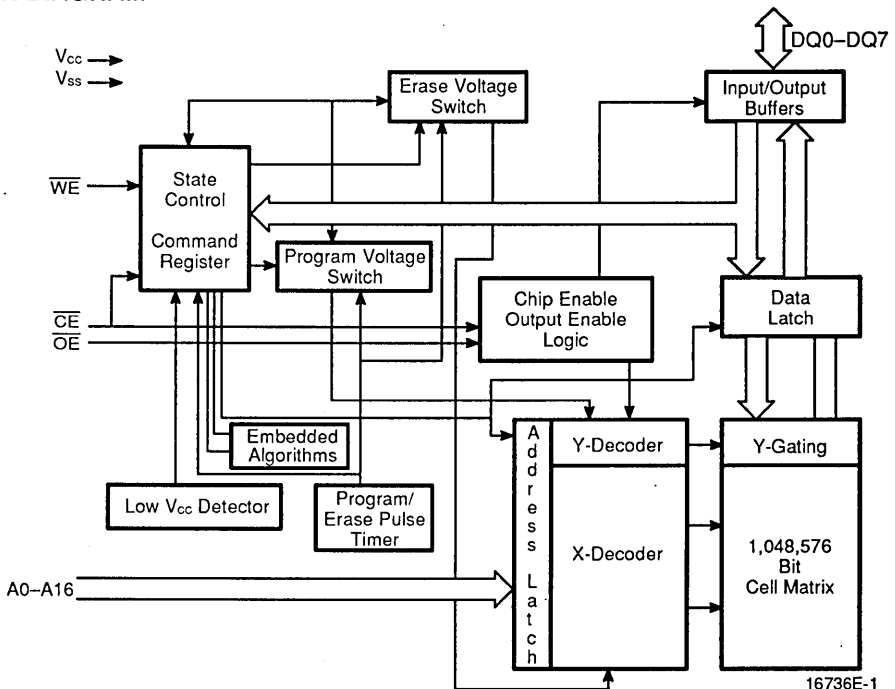 DQ0–DQ7
Vcc
Vss
Erase Voltage
Switch
Input/Output
Buffers
WE
State
Control
Command
Register
Program Voltage
Switch
CE
OE
Chip Enable
Output Enable
Logic
Data
Latch
Embedded
Algorithms
Low Vcc Detector
Program/
Erase Pulse
Timer
Address Latch
Y-Decoder
Y-Gating
X-Decoder
1,048,576
Bit
Cell Matrix
A0–A16
16736E-1